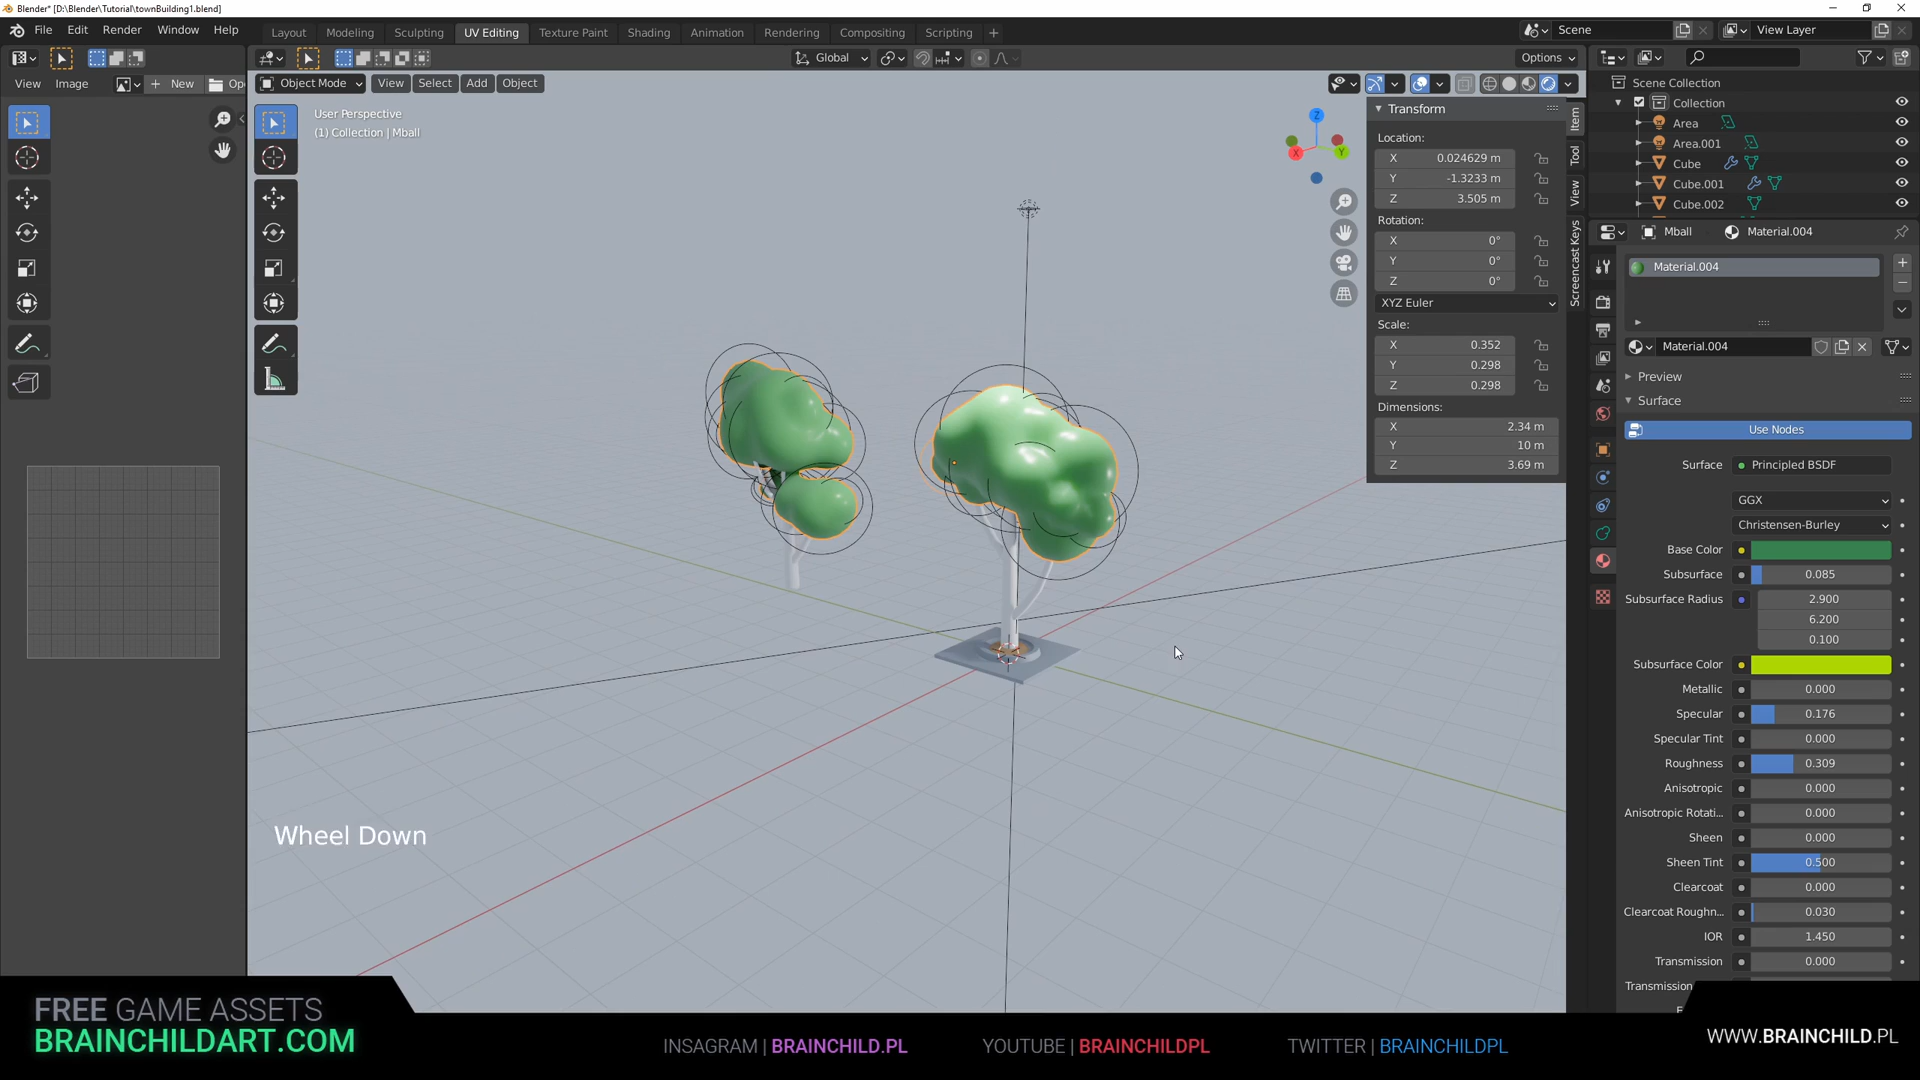 Blender* [D:\Blender\Tutorial\townBuilding1.blend]
File Edit Render Window Help
Layout Modeling Sculpting UV Editing Texture Paint Shading Animation Rendering Compositing Scripting +
Scene
View Layer
Global
Options
View Image
New
Op
Object Mode
View Select Add Object
User Perspective
(1) Collection | Mball
Z
X
Y
Transform
Location:
X 0.024629 m
Y -1.3233 m
Z 3.505 m
Rotation:
X 0°
Y 0°
Z 0°
XYZ Euler
Scale:
X 0.352
Y 0.298
Z 0.298
Dimensions:
X 2.34 m
Y 10 m
Z 3.69 m
Item
Tool
View
Screencast Keys
Scene Collection
Collection
Area
Area.001
Cube
Cube.001
Cube.002
Mball Material.004
Material.004
Material.004
Preview
Surface
Use Nodes
Surface Principled BSDF
GGX
Christensen-Burley
Base Color
Subsurface 0.085
Subsurface Radius 2.900
6.200
0.100
Subsurface Color
Metallic 0.000
Specular 0.176
Specular Tint 0.000
Roughness 0.309
Anisotropic 0.000
Anisotropic Rotati... 0.000
Sheen 0.000
Sheen Tint 0.500
Clearcoat 0.000
Clearcoat Roughn... 0.030
IOR 1.450
Transmission 0.000
Transmission
Wheel Down
FREE GAME ASSETS
BRAINCHILDART.COM
INSAGRAM | BRAINCHILD.PL
YOUTUBE | BRAINCHILDPL
TWITTER | BRAINCHILDPL
WWW.BRAINCHILD.PL